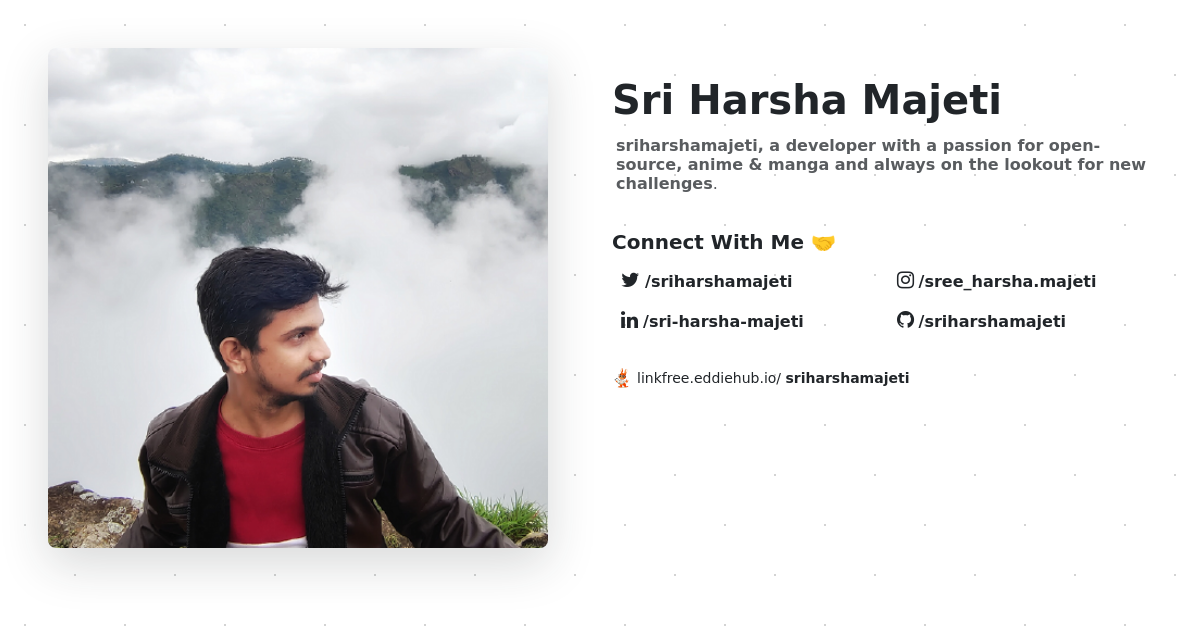 Sri Harsha Majeti
sriharshamajeti, a developer with a passion for open-
source, anime & manga and always on the lookout for new
challenges.
Connect With Me 🤝
/sriharshamajeti
/sree_harsha.majeti
/sri-harsha-majeti
/sriharshamajeti
linkfree.eddiehub.io/ sriharshamajeti